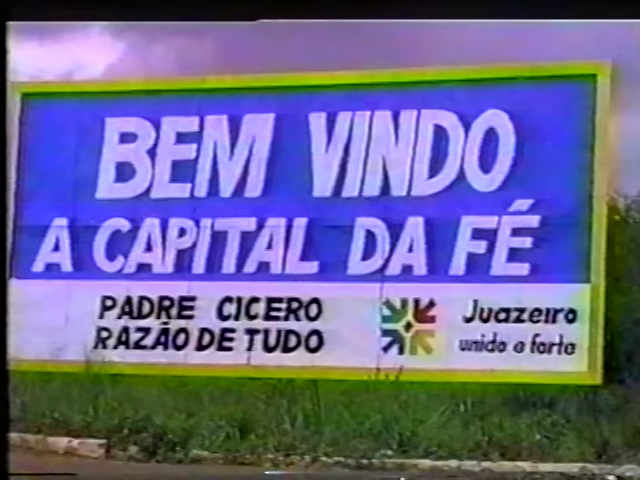 BEM VINDO
A CAPITAL DA FÉ
PADRE CICERO
RAZÃO DE TUDO
Juazeiro
unido e forte